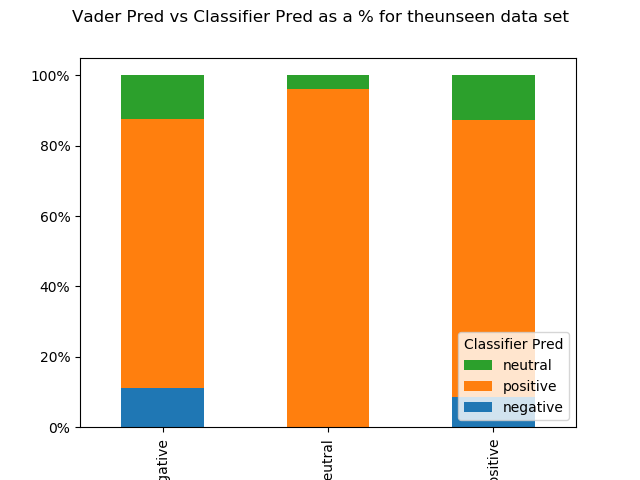 Vader Pred vs Classifier Pred as a % for theunseen data set
100%
80%
60%
40%
20%
0%
Classifier Pred
neutral
positive
negative
gative
eutral
ositive